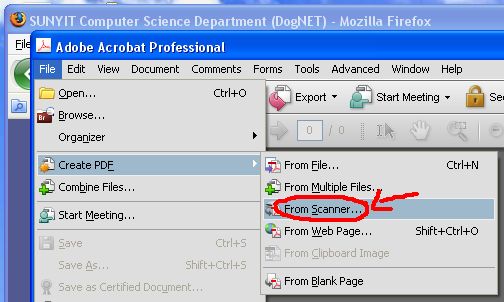 SUNYIT Computer Science Department (DogNET) - Mozilla Firefox
Adobe Acrobat Professional
File Edit View Document Comments Forms Tools Advanced Window Help
Open... Ctrl+O
Browse...
Organizer
Create PDF
Combine Files...
Start Meeting...
Save Ctrl+S
Save As... Shift+Ctrl+S
Save as Certified Document...
Export Start Meeting Secure
0 / 0
From File... Ctrl+N
From Multiple Files...
From Scanner...
From Web Page... Shift+Ctrl+O
From Clipboard Image
From Blank Page